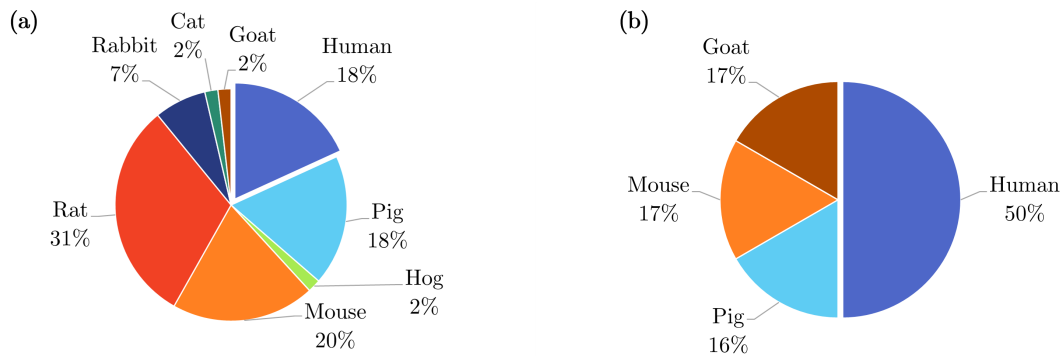 (a)
Cat
2%
Goat
2%
Human
18%
Rabbit
7%
Rat
31%
Pig
18%
Hog
2%
Mouse
20%
(b)
Goat
17%
Mouse
17%
Human
50%
Pig
16%